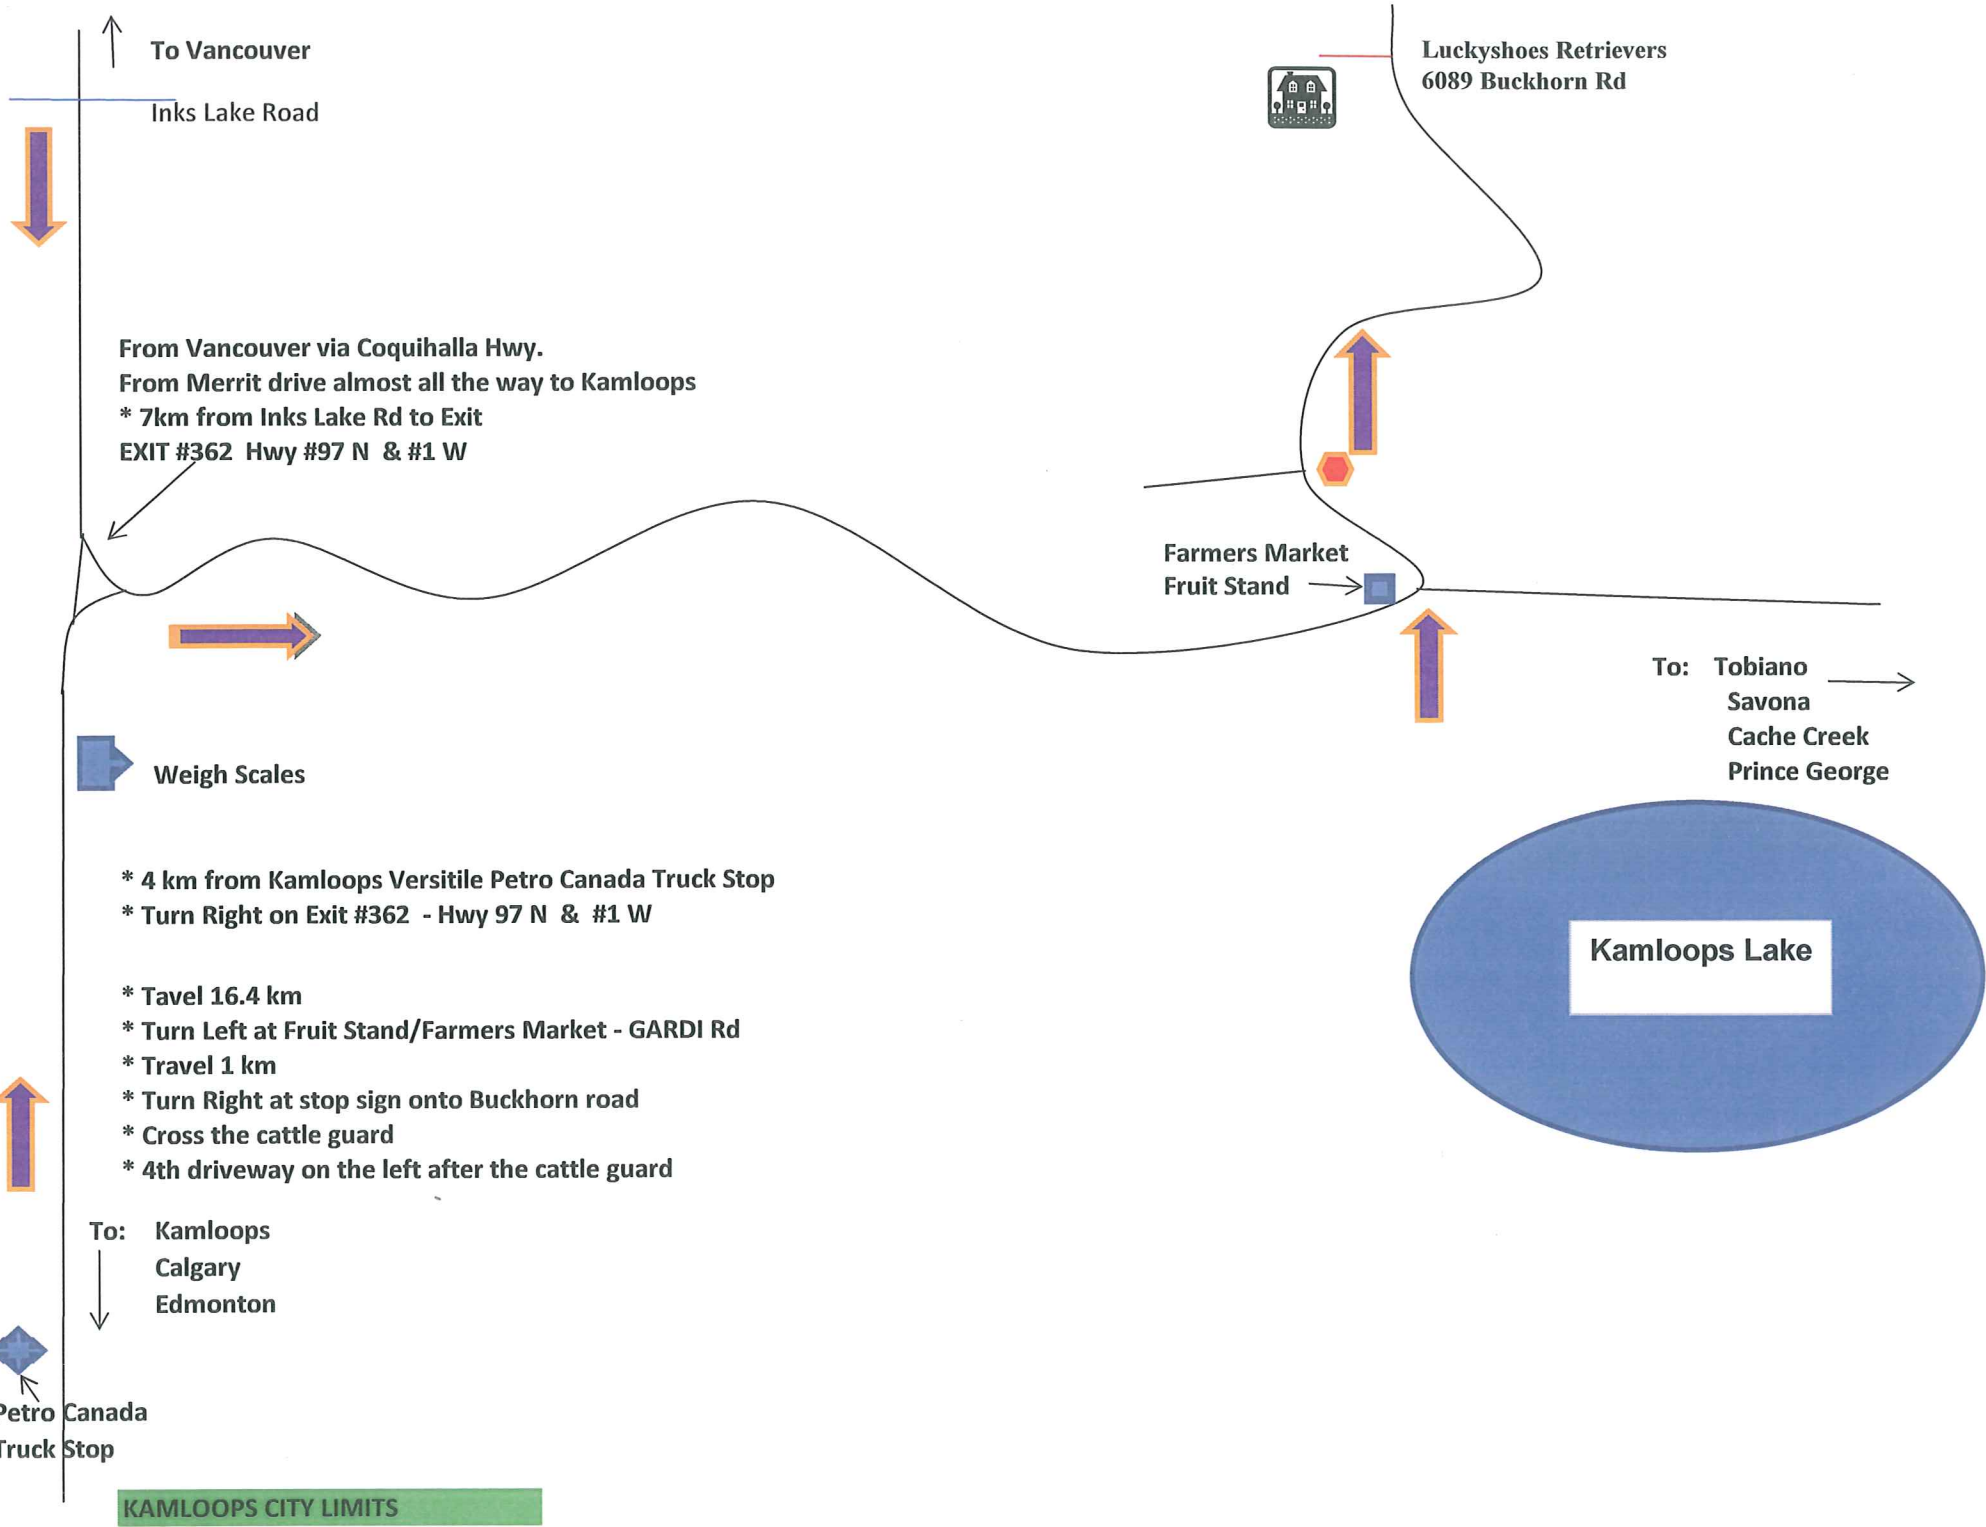 To Vancouver
Inks Lake Road
Luckyshoes Retrievers
6089 Buckhorn Rd
From Vancouver via Coquihalla Hwy.
From Merrit drive almost all the way to Kamloops
* 7km from Inks Lake Rd to Exit
EXIT #362 Hwy #97 N & #1 W
Farmers Market
Fruit Stand
To: Tobiano
Savona
Cache Creek
Prince George
Weigh Scales
* 4 km from Kamloops Versitile Petro Canada Truck Stop
* Turn Right on Exit #362 - Hwy 97 N & #1 W
Kamloops Lake
* Tavel 16.4 km
* Turn Left at Fruit Stand/Farmers Market - GARDI Rd
* Travel 1 km
* Turn Right at stop sign onto Buckhorn road
* Cross the cattle guard
* 4th driveway on the left after the cattle guard
To: Kamloops
Calgary
Edmonton
Petro Canada
Truck Stop
KAMLOOPS CITY LIMITS